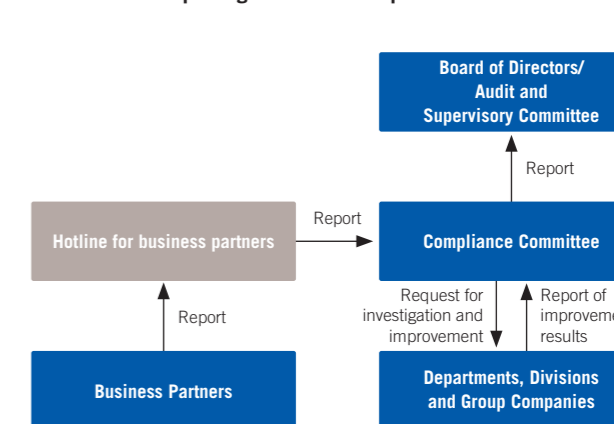 Board of Directors/
Audit and
Supervisory Committee
Report
Report
Hotline for business partners
Compliance Committee
Request for
investigation and
improvement
Report of
results
Report
Business Partners
Departments, Divisions
and Group Companies